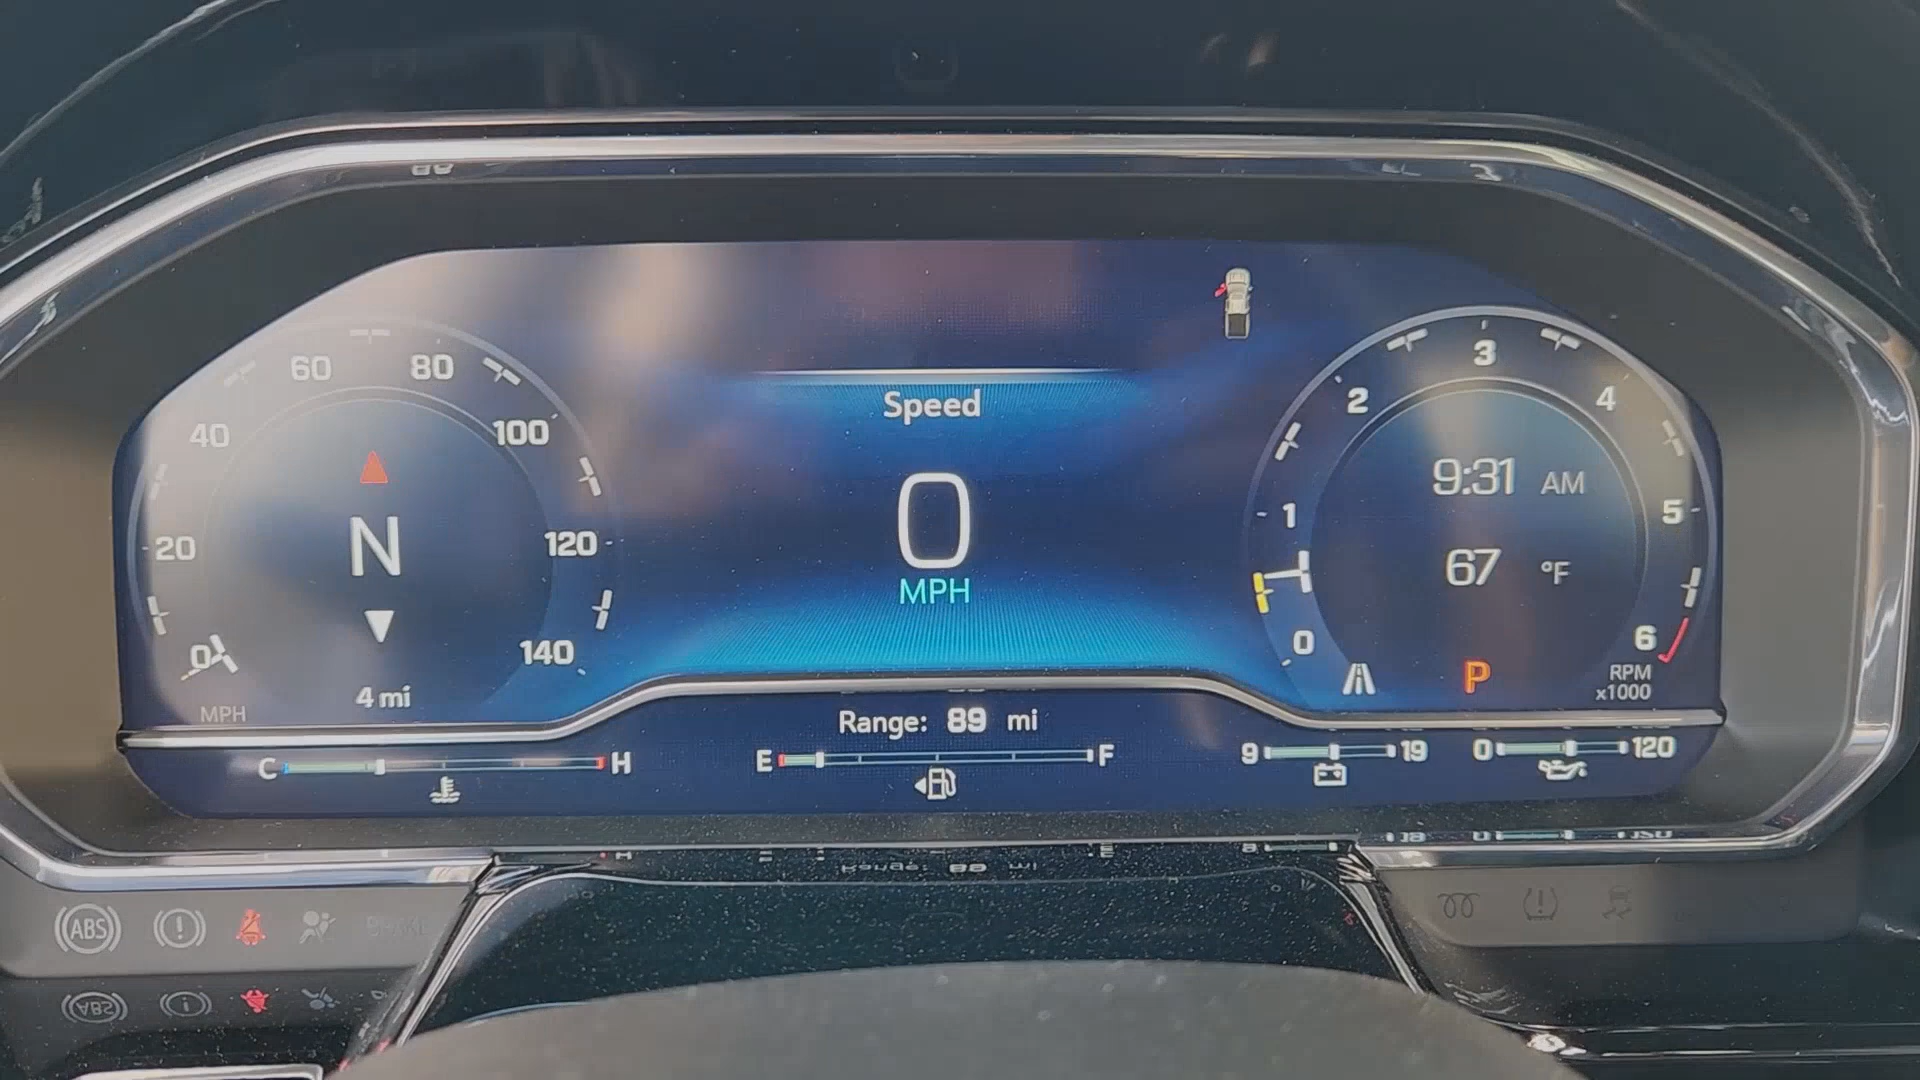 60 80
40 100
20 120
0 140
N
4 mi
MPH
Speed
0
MPH
3
2 4
1 5
0 6
9:31 AM
67 °F
P
RPM
x1000
Range: 89 mi
C H
E F
9 19
0 120
ABS
BRAKE